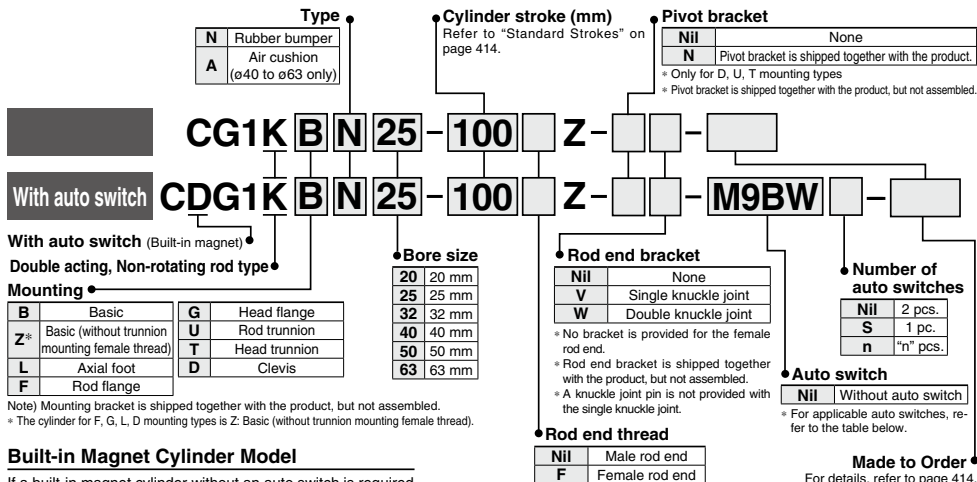 Type
N Rubber bumper
A Air cushion
(ø40 to ø63 only)
Cylinder stroke (mm)
Refer to “Standard Strokes” on
page 414.
Pivot bracket
Nil None
N Pivot bracket is shipped together with the product.
* Only for D, U, T mounting types
* Pivot bracket is shipped together with the product, but not assembled.
CG1K B N 25 – 100 Z – –
With auto switch CDG1K B N 25 – 100 Z – – M9BW –
With auto switch (Built-in magnet)
Double acting, Non-rotating rod type
Mounting
B Basic
Z* Basic (without trunnion
mounting female thread)
L Axial foot
F Rod flange
G Head flange
U Rod trunnion
T Head trunnion
D Clevis
Note) Mounting bracket is shipped together with the product, but not assembled.
* The cylinder for F, G, L, D mounting types is Z: Basic (without trunnion mounting female thread).
Bore size
20 20 mm
25 25 mm
32 32 mm
40 40 mm
50 50 mm
63 63 mm
Rod end bracket
Nil None
V Single knuckle joint
W Double knuckle joint
* No bracket is provided for the female
rod end.
* Rod end bracket is shipped together
with the product, but not assembled.
* A knuckle joint pin is not provided with
the single knuckle joint.
Rod end thread
Nil Male rod end
F Female rod end
Number of
auto switches
Nil 2 pcs.
S 1 pc.
n “n” pcs.
Auto switch
Nil Without auto switch
* For applicable auto switches, re-
fer to the table below.
Made to Order
For details, refer to page 414.
Built-in Magnet Cylinder Model
If a built-in magnet cylinder without an auto switch is required,